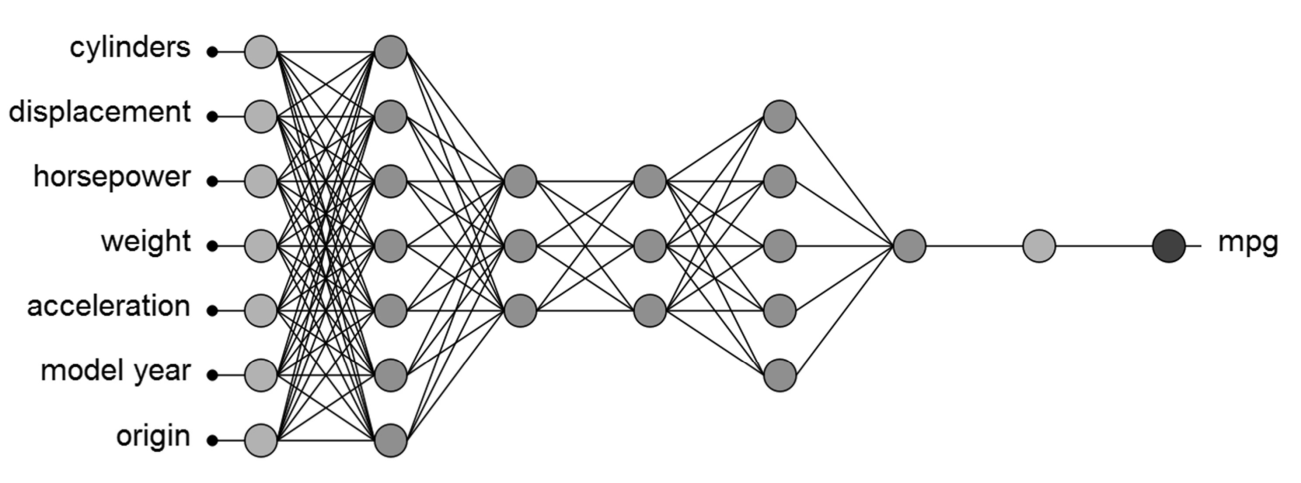 cylinders
displacement
horsepower
weight
mpg
acceleration
model year
origin